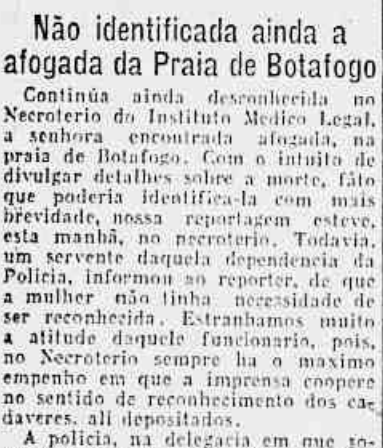 Não identificada ainda a
afogada da Praia de Botafogo
Continúa ainda desconhecida no
Necroterio do Instituto Medico Legal,
a senhora encontrada afogada, na
praia de Botafogo. Com o intuito de
divulgar detalhes sobre a morte, fáto
que poderia identifica-la com mais
brevidade, nossa reportagem esteve,
esta manhã, no necroterio. Todavia,
um servente daquela dependencia da
Policia, informou ao reporter, de que
a mulher não tinha necessidade de
ser reconhecida. Estranhamos muito
a atitude daquele funcionario, pois,
no Necroterio sempre ha o maximo
empenho em que a imprensa coopere
no sentido de reconhecimento dos ca-
daveres, ali depositados.
A policia, na delegacia em que so-